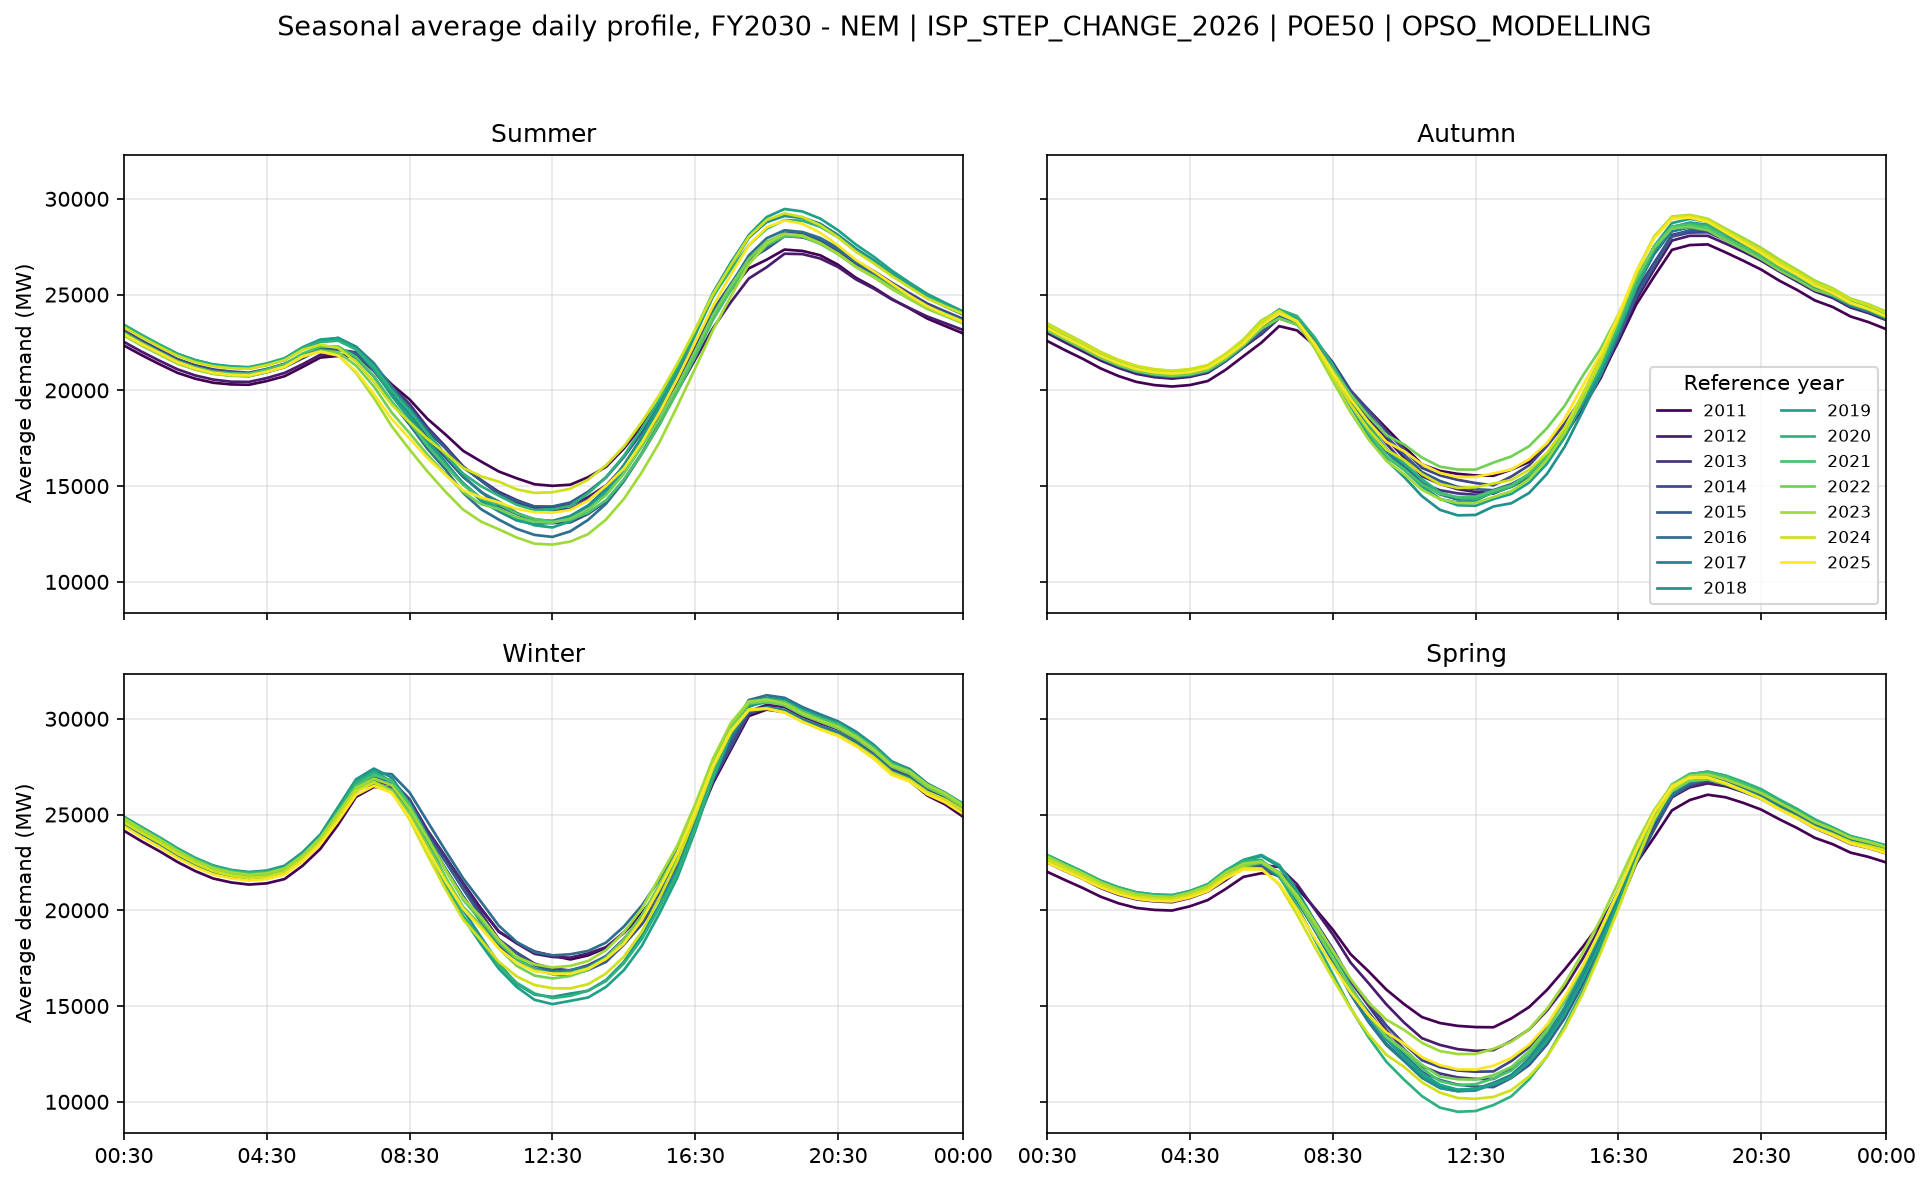 Seasonal average daily profile, FY2030 - NEM | ISP_STEP_CHANGE_2026 | POE50 | OPSO_MODELLING
Summer
Autumn
Average demand (MW)
30000
25000
20000
15000
10000
Reference year
2011 2019
2012 2020
2013 2021
2014 2022
2015 2023
2016 2024
2017 2025
2018
Winter
Spring
Average demand (MW)
30000
25000
20000
15000
10000
00:30 04:30 08:30 12:30 16:30 20:30 00:00
00:30 04:30 08:30 12:30 16:30 20:30 00:00